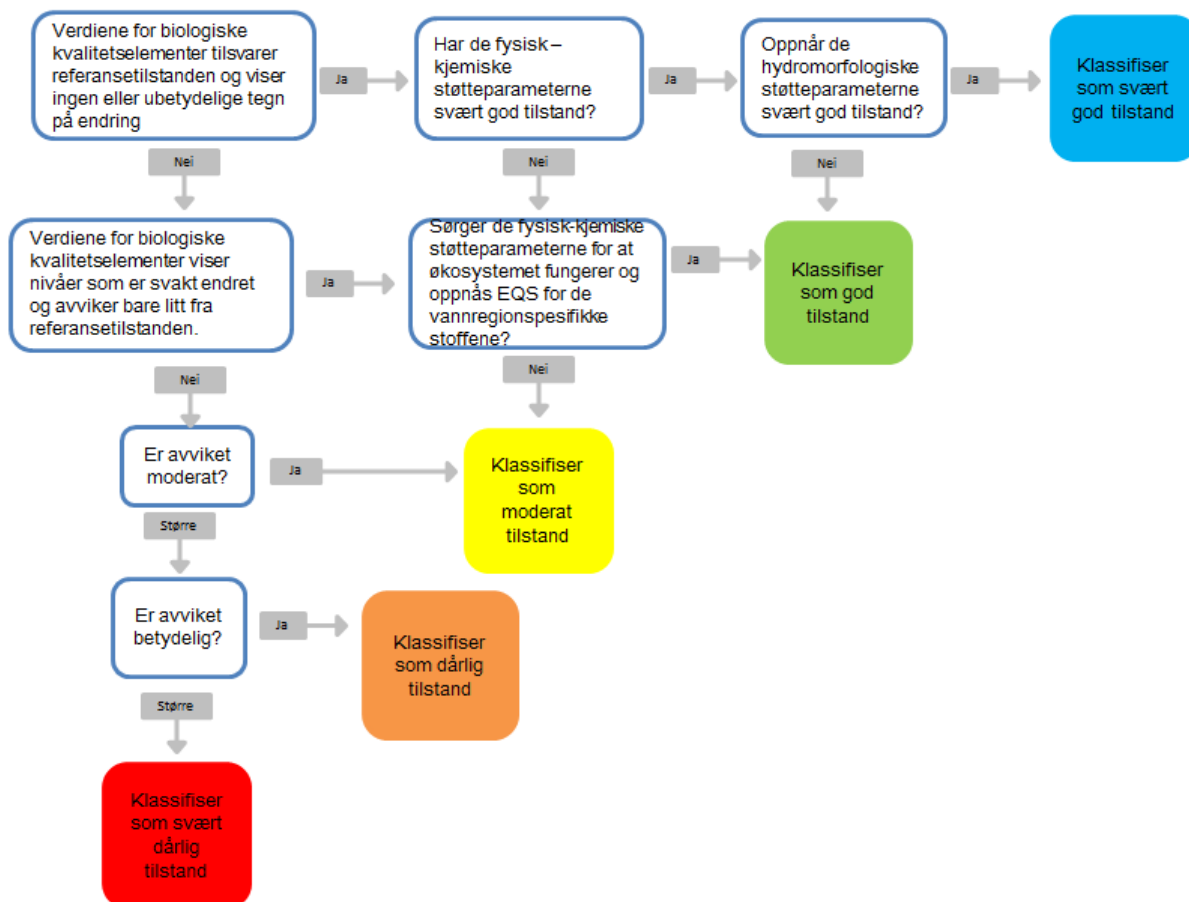 Verdiene for biologiske
kvalitetselementer tilsvarer
referansetilstanden og viser
ingen eller ubetydelige tegn
på endring
Ja
Har de fysisk –
kjemiske
støtteparameterne
svært god tilstand?
Ja
Oppnår de
hydromorfologiske
støtteparameterne
svært god tilstand?
Ja
Klassifiser
som svært
god tilstand
Nei
Nei
Nei
Verdiene for biologiske
kvalitetselementer viser
nivåer som er svakt endret
og avviker bare litt fra
referansetilstanden.
Ja
Sørger de fysisk-kjemiske
støtteparameterne for at
økosystemet fungerer og
oppnås EQS for de
vannregionspesifikke
stoffene?
Ja
Klassifiser
som god
tilstand
Nei
Nei
Er avviket
moderat?
Ja
Klassifiser
som
moderat
tilstand
Større
Er avviket
betydelig?
Ja
Klassifiser
som dårlig
tilstand
Større
Klassifiser
som svært
dårlig
tilstand